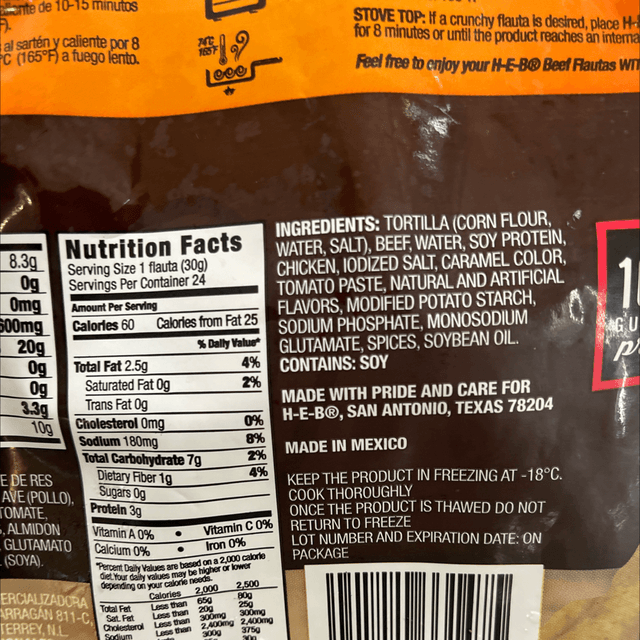 ante de 10-15 minutos
F).
al sartén y caliente por 8
°C (165°F) a fuego lento.
74°C
165°F
STOVE TOP: If a crunchy flauta is desired, place H-
for 8 minutes or until the product reaches an interna
Feel free to enjoy your H-E-B® Beef Flautas WIT
8.3g
0g
0mg
500mg
20g
0g
0g
3.3g
10g
E DE RES
AVE (POLLO),
TOMATE,
, ALMIDON
GLUTAMATO
(SOYA).
ERCIALIZADORA
ARRAGÁN 811-C,
TERREY, N.L.
Nutrition Facts
Serving Size 1 flauta (30g)
Servings Per Container 24
Amount Per Serving
Calories 60 Calories from Fat 25
% Daily Value*
Total Fat 2.5g 4%
Saturated Fat 0g 2%
Trans Fat 0g
Cholesterol 0mg 0%
Sodium 180mg 8%
Total Carbohydrate 7g 2%
Dietary Fiber 1g 4%
Sugars 0g
Protein 3g
Vitamin A 0% • Vitamin C 0%
Calcium 0% • Iron 0%
*Percent Daily Values are based on a 2,000 calorie
diet.Your daily values may be higher or lower
depending on your calorie needs.
Calories 2,000 2,500
Total Fat Less than 65g 80g
Sat. Fat Less than 20g 25g
Cholesterol Less than 300mg 300mg
Sodium Less than 2,400mg 2,400mg
300g 375g
INGREDIENTS: TORTILLA (CORN FLOUR,
WATER, SALT), BEEF, WATER, SOY PROTEIN,
CHICKEN, IODIZED SALT, CARAMEL COLOR,
TOMATO PASTE, NATURAL AND ARTIFICIAL
FLAVORS, MODIFIED POTATO STARCH,
SODIUM PHOSPHATE, MONOSODIUM
GLUTAMATE, SPICES, SOYBEAN OIL.
CONTAINS: SOY
MADE WITH PRIDE AND CARE FOR
H-E-B®, SAN ANTONIO, TEXAS 78204
MADE IN MEXICO
KEEP THE PRODUCT IN FREEZING AT -18°C.
COOK THOROUGHLY
ONCE THE PRODUCT IS THAWED DO NOT
RETURN TO FREEZE
LOT NUMBER AND EXPIRATION DATE: ON
PACKAGE
1
GU
p